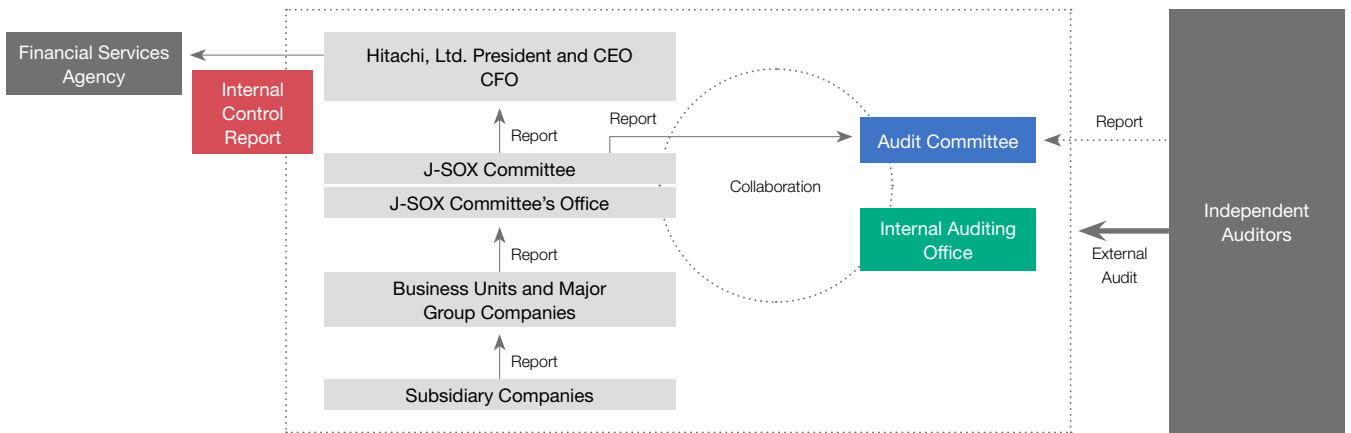 Financial Services
Agency
Internal
Control
Report
Hitachi, Ltd. President and CEO
CFO
Report
Report
J-SOX Committee
J-SOX Committee's Office
Report
Business Units and Major
Group Companies
Report
Subsidiary Companies
Collaboration
Audit Committee
Internal Auditing
Office
Report
External
Audit
Independent
Auditors